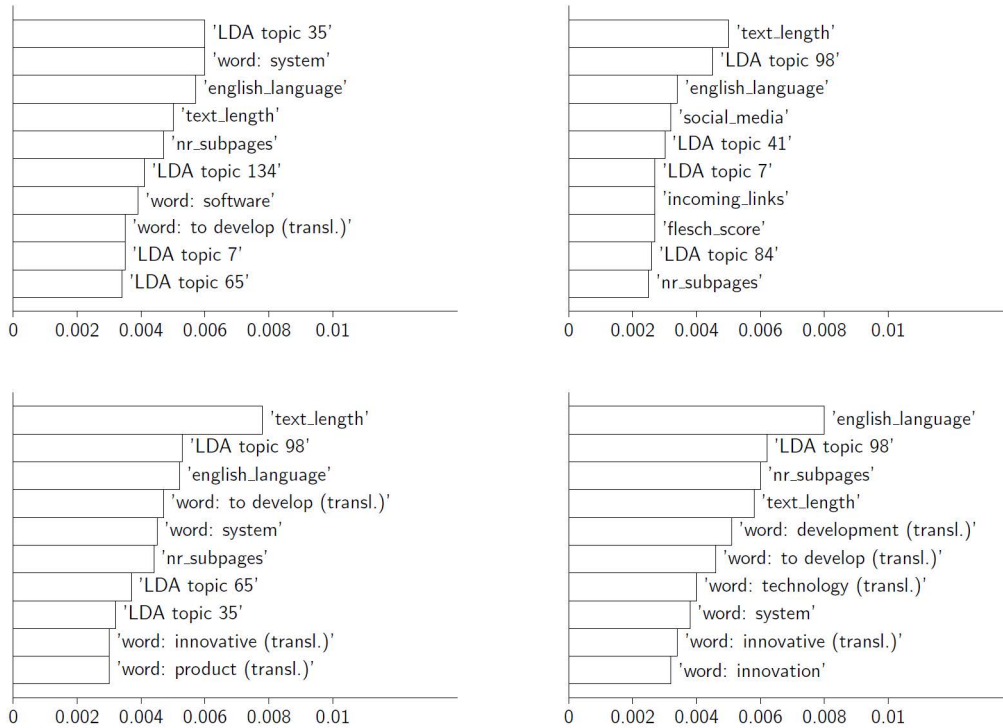 'LDA topic 35'
'word: system'
'english_language'
'text_length'
'nr_subpages'
'LDA topic 134'
'word: software'
'word: to develop (transl.)'
'LDA topic 7'
'LDA topic 65'
0 0.002 0.004 0.006 0.008 0.01
'text_length'
'LDA topic 98'
'english_language'
'social_media'
'LDA topic 41'
'LDA topic 7'
'incoming_links'
'flesch_score'
'LDA topic 84'
'nr_subpages'
0 0.002 0.004 0.006 0.008 0.01
'text_length'
'LDA topic 98'
'english_language'
'word: to develop (transl.)'
'word: system'
'nr_subpages'
'LDA topic 65'
'LDA topic 35'
'word: innovative (transl.)'
'word: product (transl.)'
0 0.002 0.004 0.006 0.008 0.01
'english_language'
'LDA topic 98'
'nr_subpages'
'text_length'
'word: development (transl.)'
'word: to develop (transl.)'
'word: technology (transl.)'
'word: system'
'word: innovative (transl.)'
'word: innovation'
0 0.002 0.004 0.006 0.008 0.01